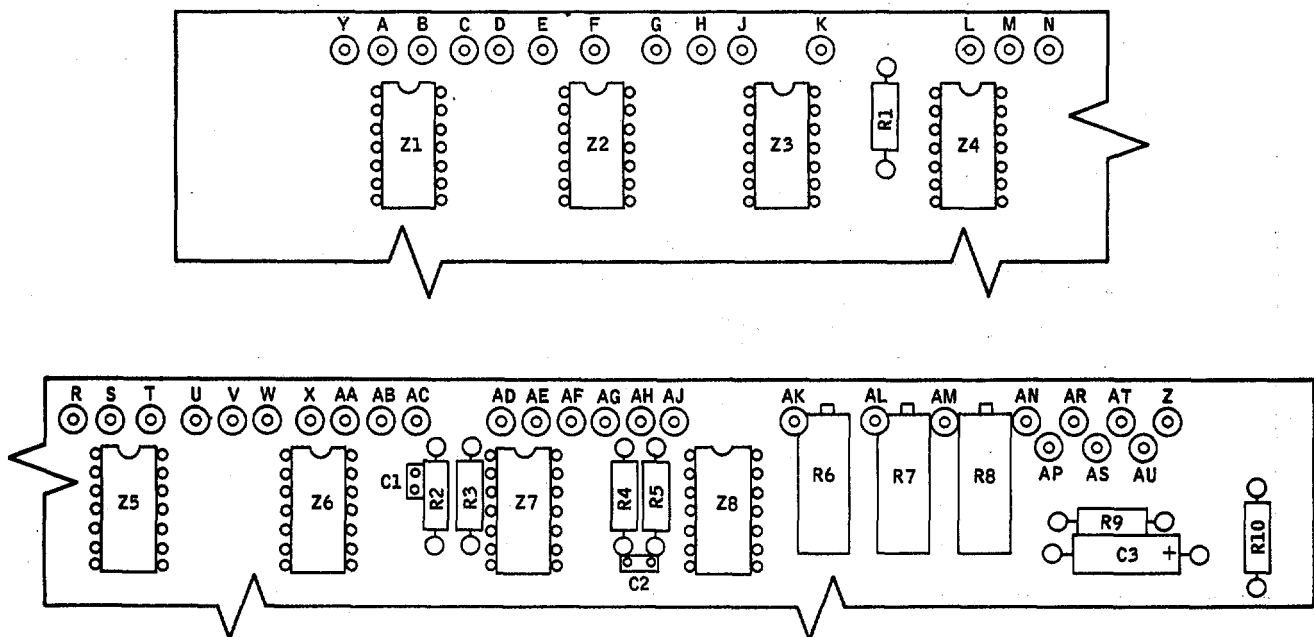 Y A B C D E F G H J K L M N
Z1 Z2 Z3 R1 Z4
R S T U V W X AA AB AC AD AE AF AG AH AJ AK AL AM AN AR AT Z
AP AS AU
Z5 Z6 C1 R2 R3 Z7 R4 R5 Z8 R6 R7 R8
R9
C2 C3 + R10